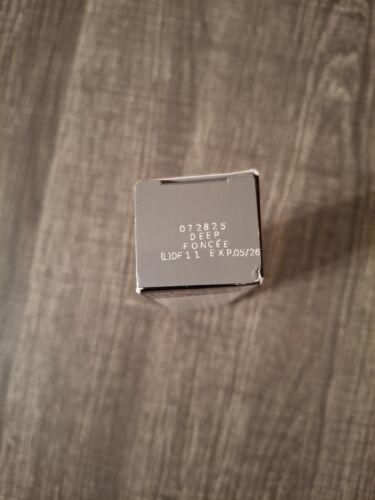 072825
DEEP
FONCÉE
(L)DF11 EXP.05/26